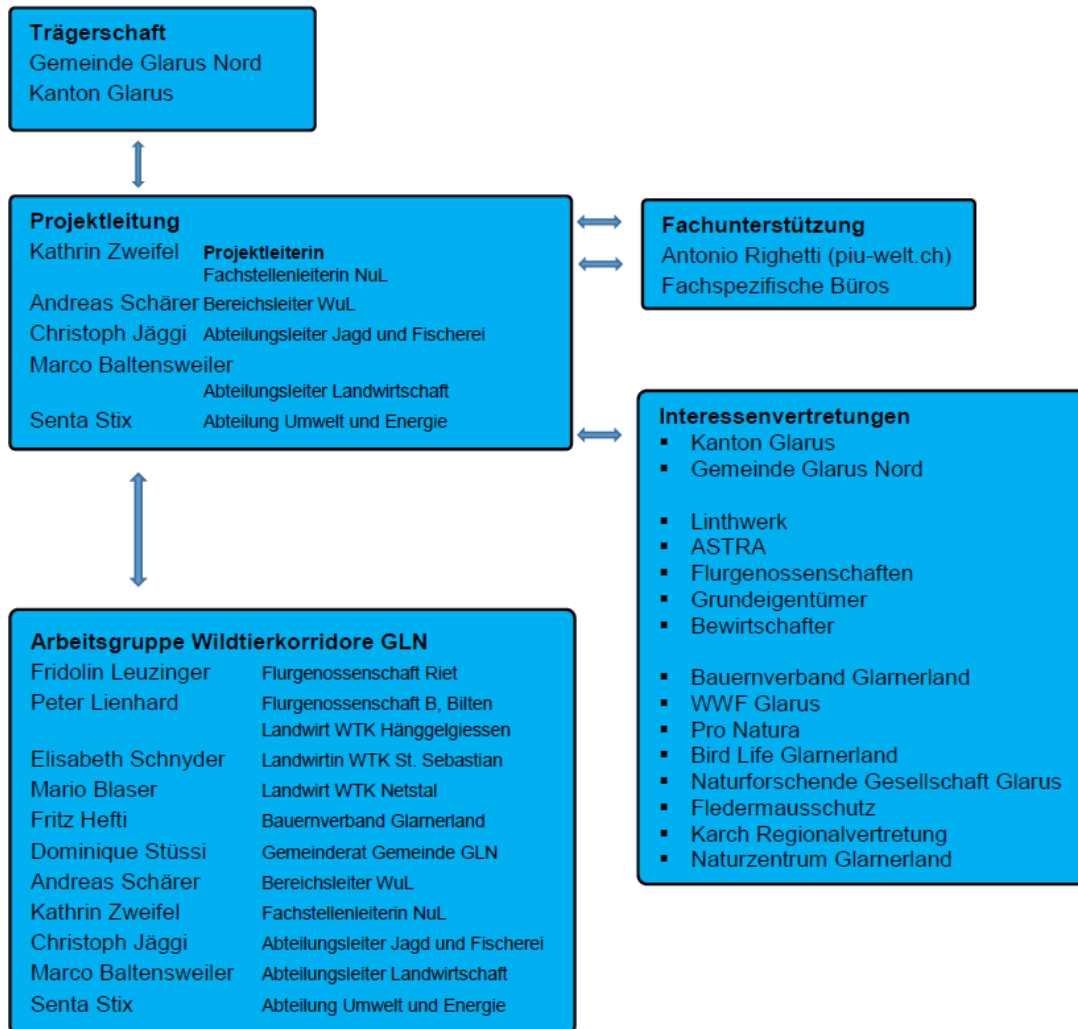 Trägerschaft
Gemeinde Glarus Nord
Kanton Glarus
Projektleitung
Kathrin Zweifel Projektleiterin
Fachstellenleiterin NuL
Andreas Schärer Bereichsleiter WuL
Christoph Jäggi Abteilungsleiter Jagd und Fischerei
Marco Baltensweiler
Abteilungsleiter Landwirtschaft
Senta Stix Abteilung Umwelt und Energie
Fachunterstützung
Antonio Righetti (piu-welt.ch)
Fachspezifische Büros
Interessenvertretungen
▪ Kanton Glarus
▪ Gemeinde Glarus Nord
▪ Linthwerk
▪ ASTRA
▪ Flurgenossenschaften
▪ Grundeigentümer
▪ Bewirtschafter
▪ Bauernverband Glarnerland
▪ WWF Glarus
▪ Pro Natura
▪ Bird Life Glarnerland
▪ Naturforschende Gesellschaft Glarus
▪ Fledermausschutz
▪ Karch Regionalvertretung
▪ Naturzentrum Glarnerland
Arbeitsgruppe Wildtierkorridore GLN
Fridolin Leuzinger Flurgenossenschaft Riet
Peter Lienhard Flurgenossenschaft B, Bilten
Landwirt WTK Hänggelgiessen
Elisabeth Schnyder Landwirtin WTK St. Sebastian
Mario Blaser Landwirt WTK Netstal
Fritz Hefti Bauernverband Glarnerland
Dominique Stüssi Gemeinderat Gemeinde GLN
Andreas Schärer Bereichsleiter WuL
Kathrin Zweifel Fachstellenleiterin NuL
Christoph Jäggi Abteilungsleiter Jagd und Fischerei
Marco Baltensweiler Abteilungsleiter Landwirtschaft
Senta Stix Abteilung Umwelt und Energie